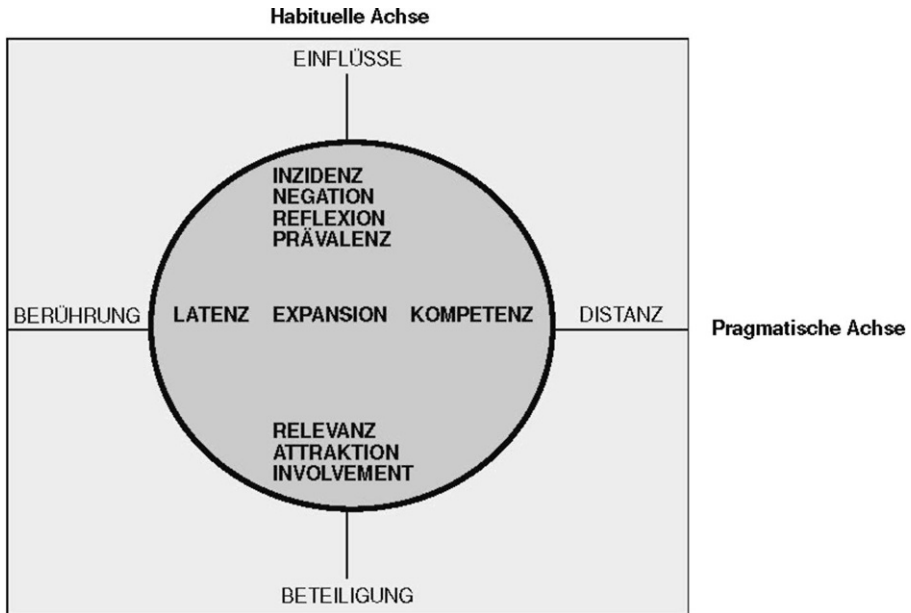 Habituelle Achse
EINFLÜSSE
INZIDENZ
NEGATION
REFLEXION
PRÄVALENZ
BERÜHRUNG LATENZ EXPANSION KOMPETENZ DISTANZ
Pragmatische Achse
RELEVANZ
ATTRAKTION
INVOLVEMENT
BETEILIGUNG